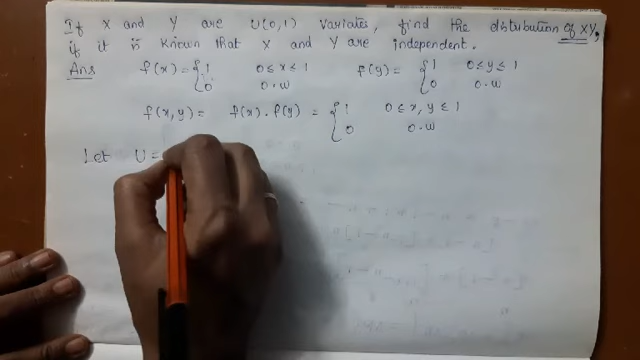 If X and Y are U(0,1) variates, find the distribution of XY,
if it is known that X and Y are independent.
Ans f(x) = { 1 0 ≤ x ≤ 1 f(y) = { 1 0 ≤ y ≤ 1
0 o.w 0 o.w
f(x,y) = f(x) . f(y) = { 1 0 ≤ x, y ≤ 1
0 o.w
Let U =